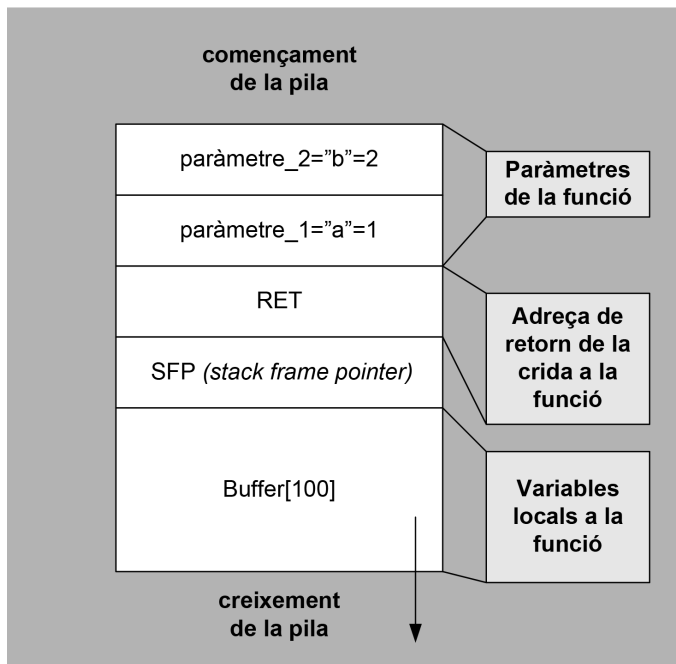 començament
de la pila
paràmetre_2=”b”=2
Paràmetres
de la funció
paràmetre_1=”a”=1
RET
Adreça de
retorn de la
crida a la
funció
SFP (stack frame pointer)
Buffer[100]
Variables
locals a la
funció
creixement
de la pila